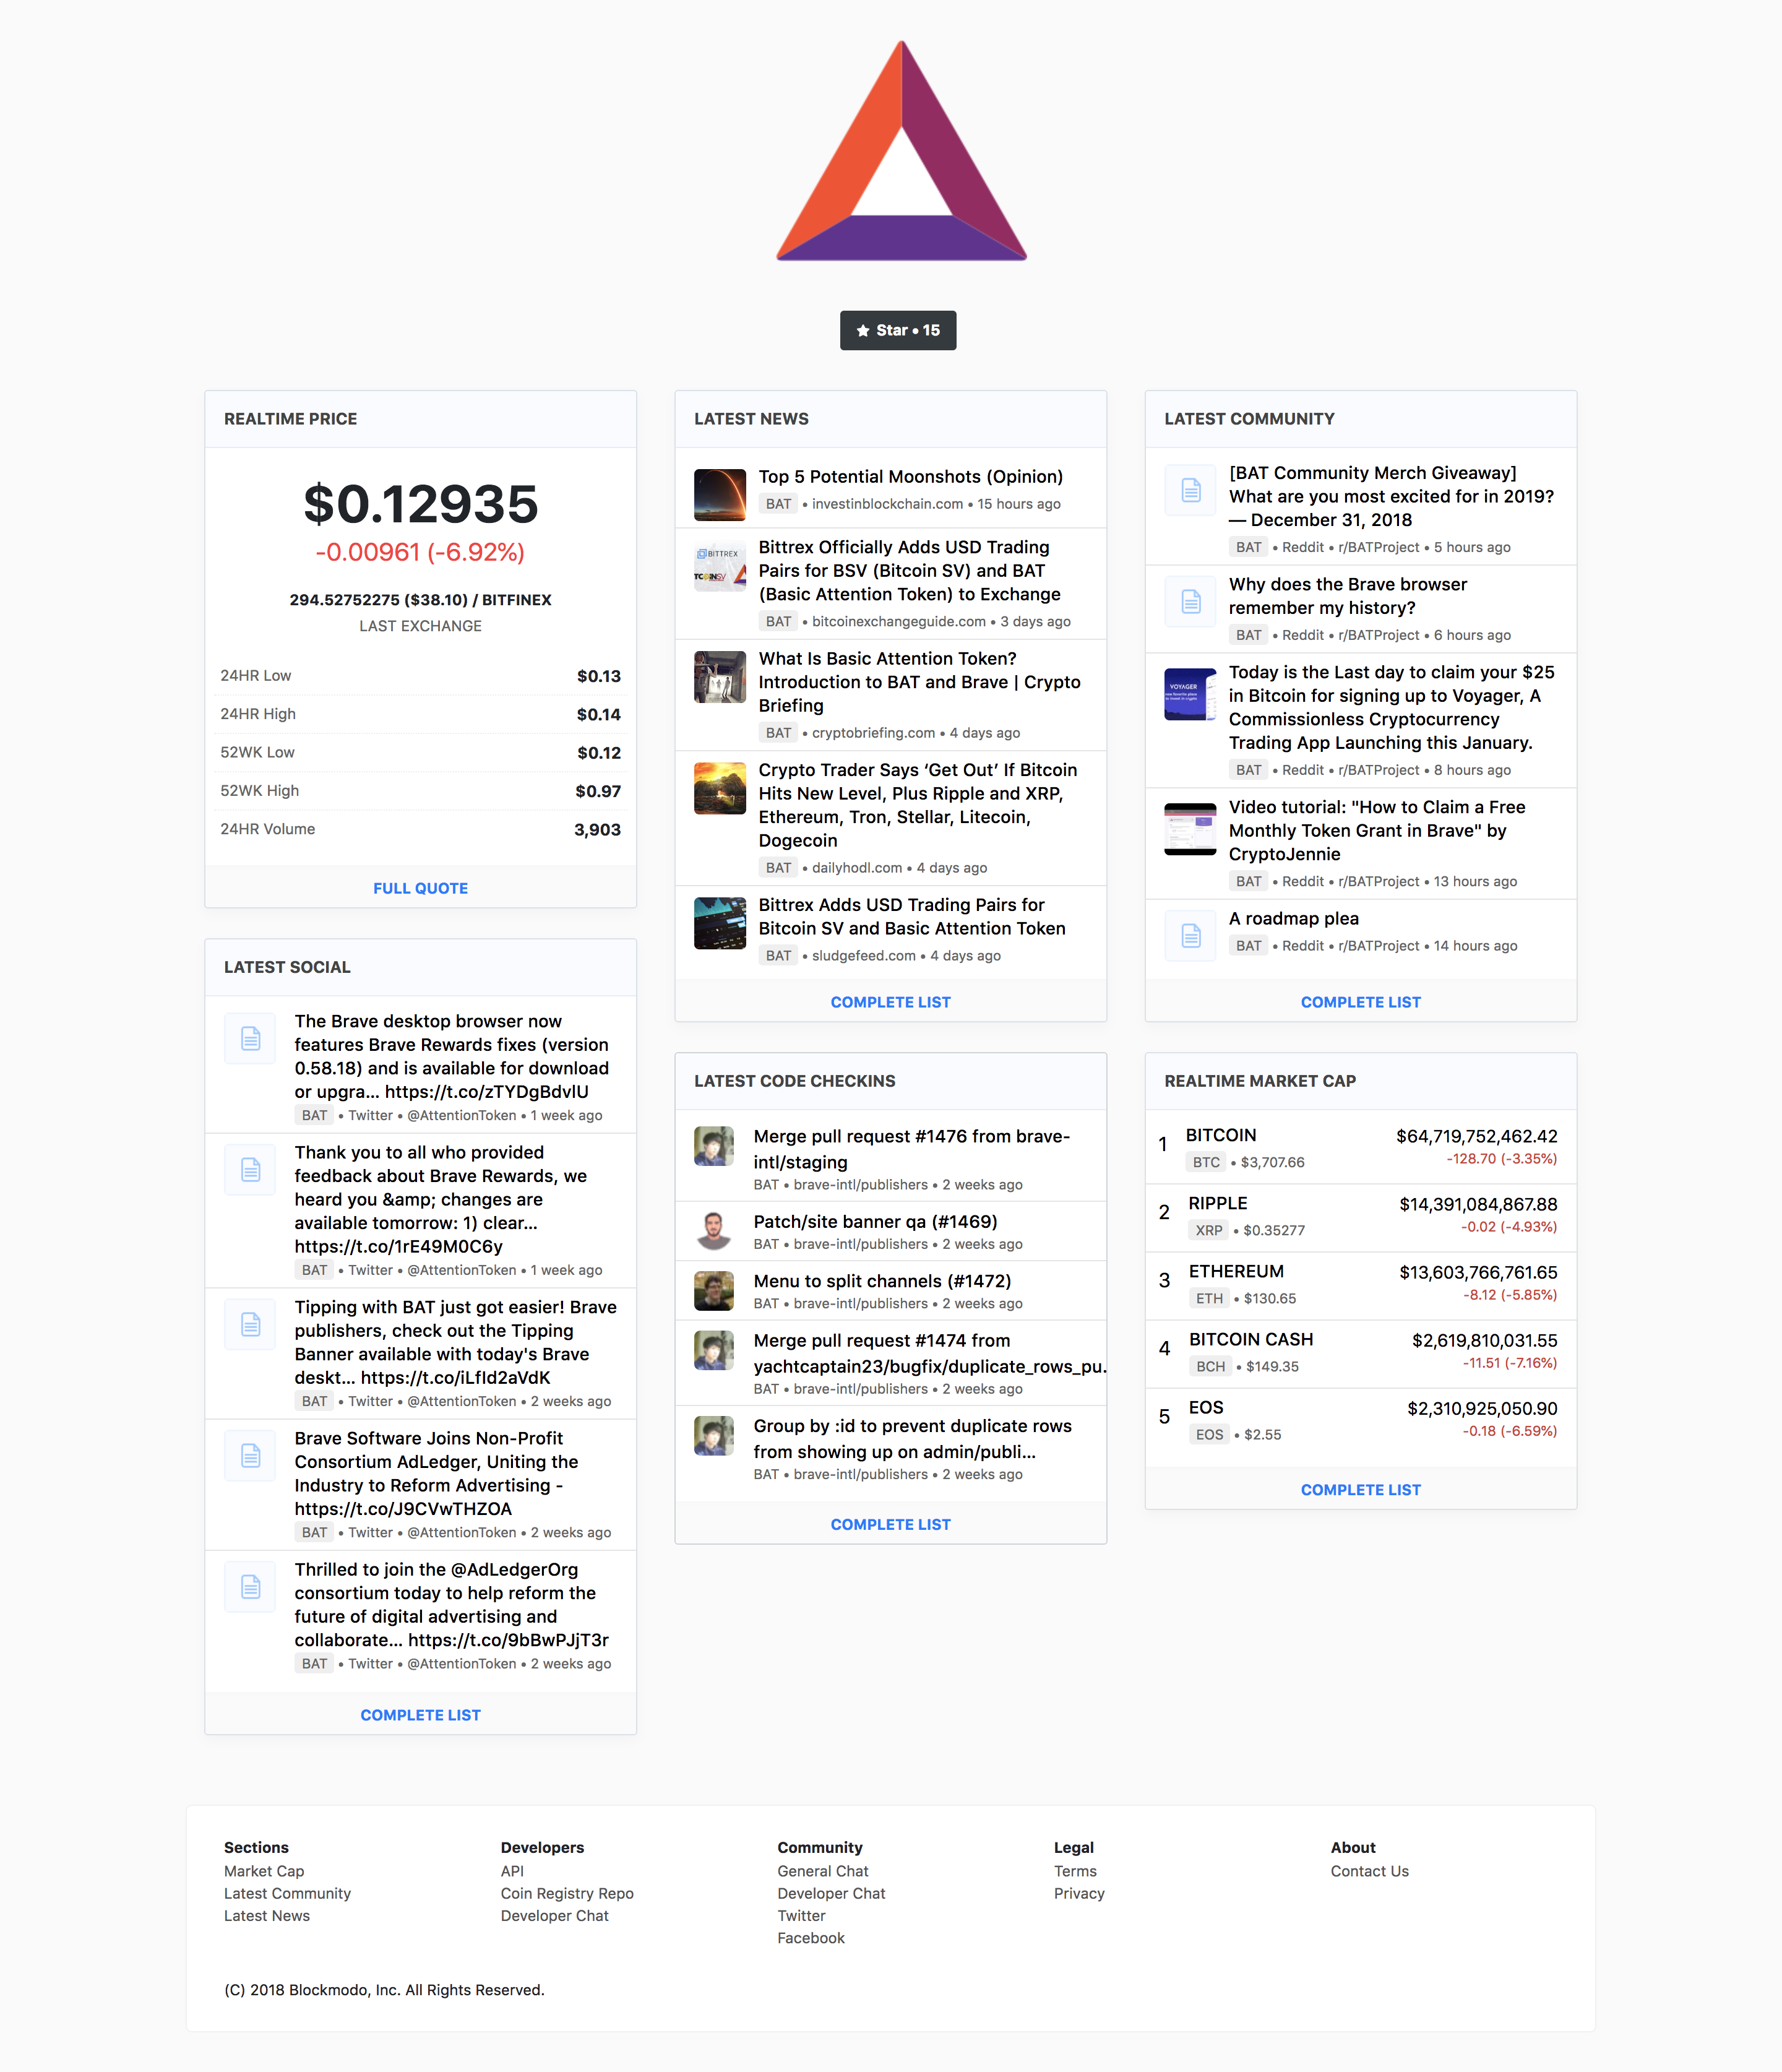 Star • 15
REALTIME PRICE
$0.12935
-0.00961 (-6.92%)
294.52752275 ($38.10) / BITFINEX
LAST EXCHANGE
24HR Low $0.13
24HR High $0.14
52WK Low $0.12
52WK High $0.97
24HR Volume 3,903
FULL QUOTE
LATEST SOCIAL
The Brave desktop browser now
features Brave Rewards fixes (version
0.58.18) and is available for download
or upgra... https://t.co/zTYDgBdvlU
BAT • Twitter • @AttentionToken • 1 week ago
Thank you to all who provided
feedback about Brave Rewards, we
heard you &amp; changes are
available tomorrow: 1) clear...
https://t.co/1rE49M0C6y
BAT • Twitter • @AttentionToken • 1 week ago
Tipping with BAT just got easier! Brave
publishers, check out the Tipping
Banner available with today's Brave
deskt... https://t.co/iLfId2aVdK
BAT • Twitter • @AttentionToken • 2 weeks ago
Brave Software Joins Non-Profit
Consortium AdLedger, Uniting the
Industry to Reform Advertising -
https://t.co/J9CVwTHZOA
BAT • Twitter • @AttentionToken • 2 weeks ago
Thrilled to join the @AdLedgerOrg
consortium today to help reform the
future of digital advertising and
collaborate... https://t.co/9bBwPJjT3r
BAT • Twitter • @AttentionToken • 2 weeks ago
COMPLETE LIST
LATEST NEWS
Top 5 Potential Moonshots (Opinion)
BAT • investinblockchain.com • 15 hours ago
BITTREX
Bittrex Officially Adds USD Trading
Pairs for BSV (Bitcoin SV) and BAT
(Basic Attention Token) to Exchange
BAT • bitcoinexchangeguide.com • 3 days ago
What Is Basic Attention Token?
Introduction to BAT and Brave | Crypto
Briefing
BAT • cryptobriefing.com • 4 days ago
Crypto Trader Says ‘Get Out’ If Bitcoin
Hits New Level, Plus Ripple and XRP,
Ethereum, Tron, Stellar, Litecoin,
Dogecoin
BAT • dailyhodl.com • 4 days ago
Bittrex Adds USD Trading Pairs for
Bitcoin SV and Basic Attention Token
BAT • sludgefeed.com • 4 days ago
COMPLETE LIST
LATEST CODE CHECKINS
Merge pull request #1476 from brave-
intl/staging
BAT • brave-intl/publishers • 2 weeks ago
Patch/site banner qa (#1469)
BAT • brave-intl/publishers • 2 weeks ago
Menu to split channels (#1472)
BAT • brave-intl/publishers • 2 weeks ago
Merge pull request #1474 from
yachtcaptain23/bugfix/duplicate_rows_pu.
BAT • brave-intl/publishers • 2 weeks ago
Group by :id to prevent duplicate rows
from showing up on admin/publi...
BAT • brave-intl/publishers • 2 weeks ago
COMPLETE LIST
LATEST COMMUNITY
[BAT Community Merch Giveaway]
What are you most excited for in 2019?
— December 31, 2018
BAT • Reddit • r/BATProject • 5 hours ago
Why does the Brave browser
remember my history?
BAT • Reddit • r/BATProject • 6 hours ago
VOYAGER
Today is the Last day to claim your $25
in Bitcoin for signing up to Voyager, A
Commissionless Cryptocurrency
Trading App Launching this January.
BAT • Reddit • r/BATProject • 8 hours ago
Video tutorial: "How to Claim a Free
Monthly Token Grant in Brave" by
CryptoJennie
BAT • Reddit • r/BATProject • 13 hours ago
A roadmap plea
BAT • Reddit • r/BATProject • 14 hours ago
COMPLETE LIST
REALTIME MARKET CAP
1 BITCOIN $64,719,752,462.42
BTC • $3,707.66 -128.70 (-3.35%)
2 RIPPLE $14,391,084,867.88
XRP • $0.35277 -0.02 (-4.93%)
3 ETHEREUM $13,603,766,761.65
ETH • $130.65 -8.12 (-5.85%)
4 BITCOIN CASH $2,619,810,031.55
BCH • $149.35 -11.51 (-7.16%)
5 EOS $2,310,925,050.90
EOS • $2.55 -0.18 (-6.59%)
COMPLETE LIST
Sections
Market Cap
Latest Community
Latest News
Developers
API
Coin Registry Repo
Developer Chat
Community
General Chat
Developer Chat
Twitter
Facebook
Legal
Terms
Privacy
About
Contact Us
(C) 2018 Blockmodo, Inc. All Rights Reserved.